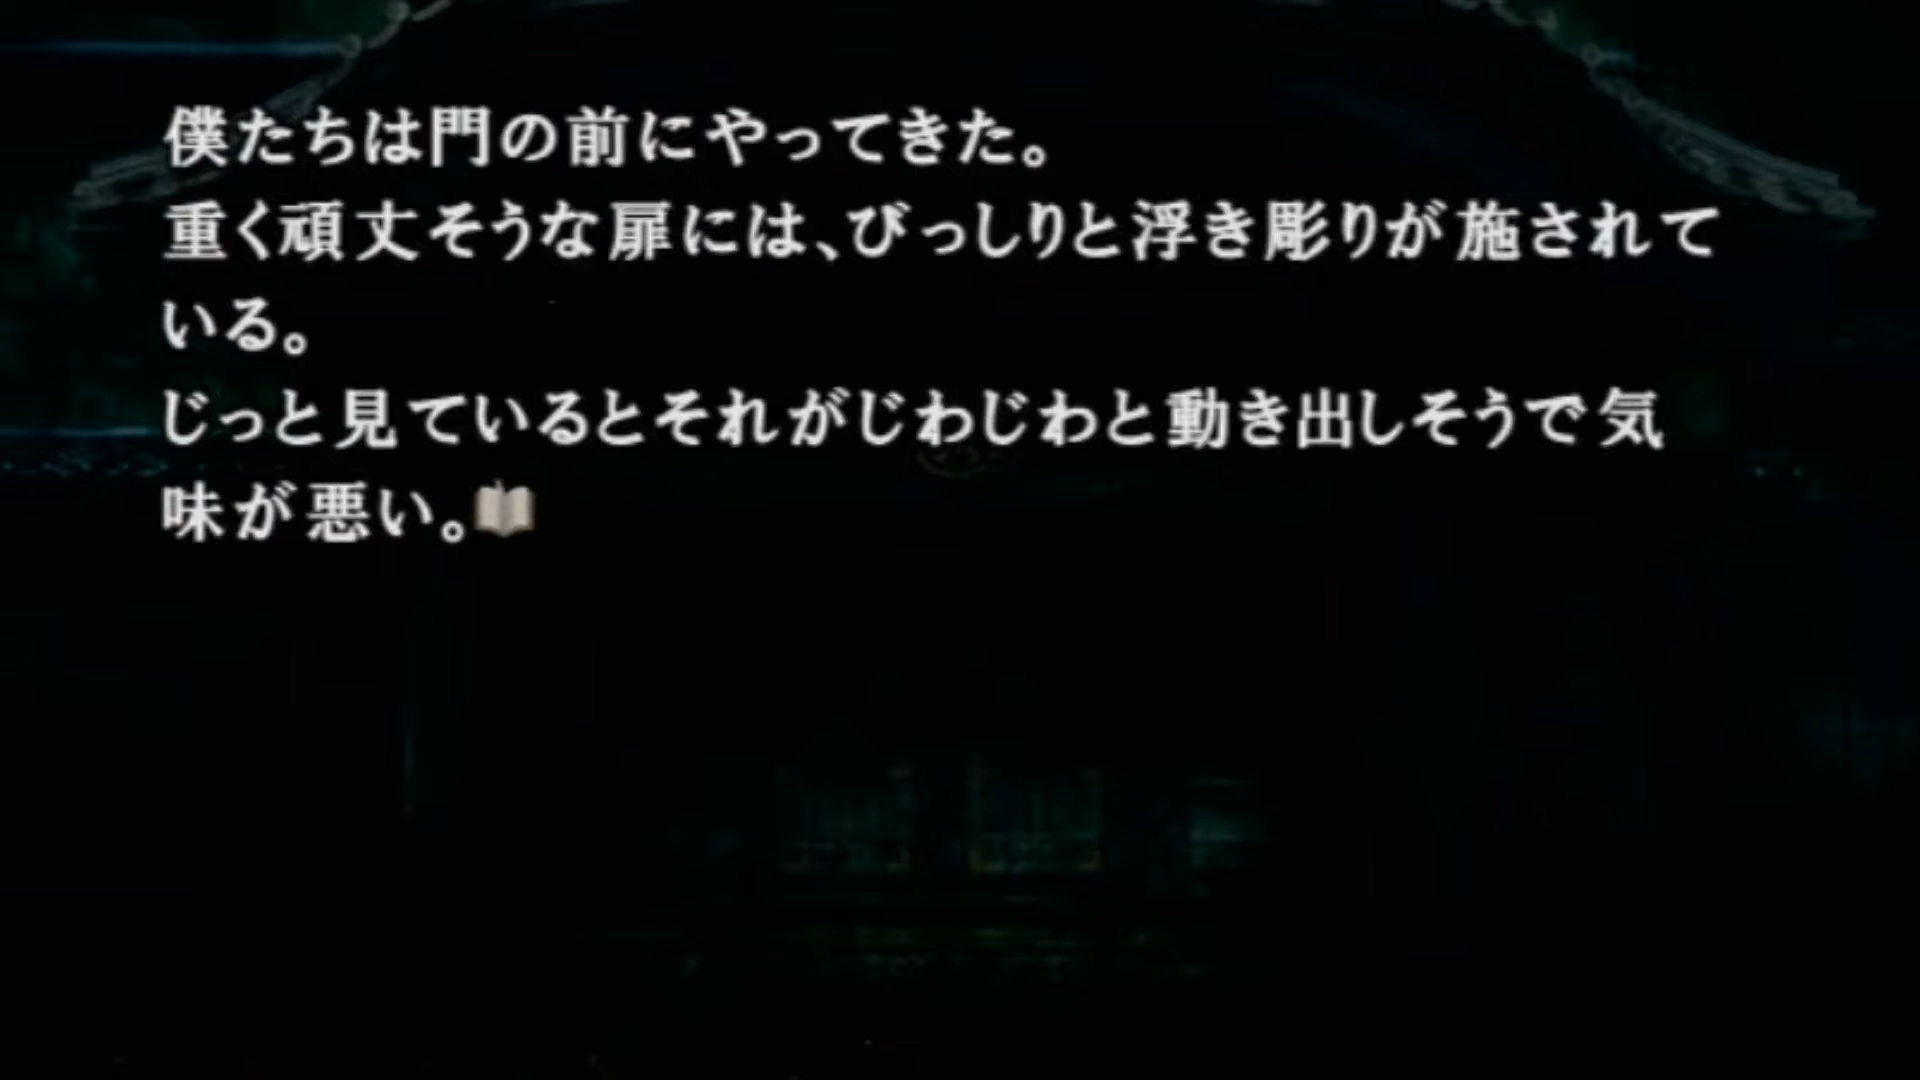 僕たちは門の前にやってきた。
重く頑丈そうな扉には、びっしりと浮き彫りが施されて
いる。
じっと見ているとそれがじわじわと動き出しそうで気
味が悪い。